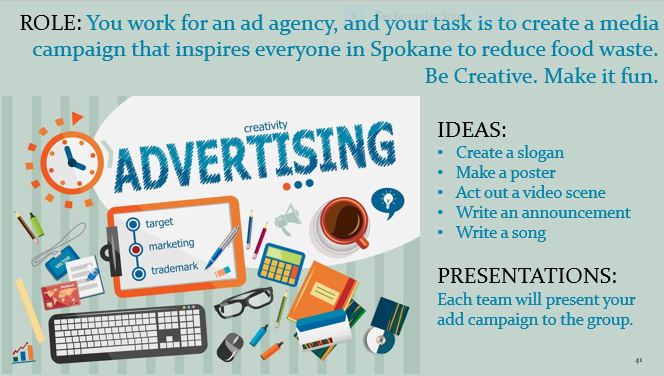 ROLE: You work for an ad agency, and your task is to create a media
campaign that inspires everyone in Spokane to reduce food waste.
Be Creative. Make it fun.
creativity
ADVERTISING
target
marketing
trademark
VECTOR
IDEAS:
• Create a slogan
• Make a poster
• Act out a video scene
• Write an announcement
• Write a song
PRESENTATIONS:
Each team will present your
add campaign to the group.
41